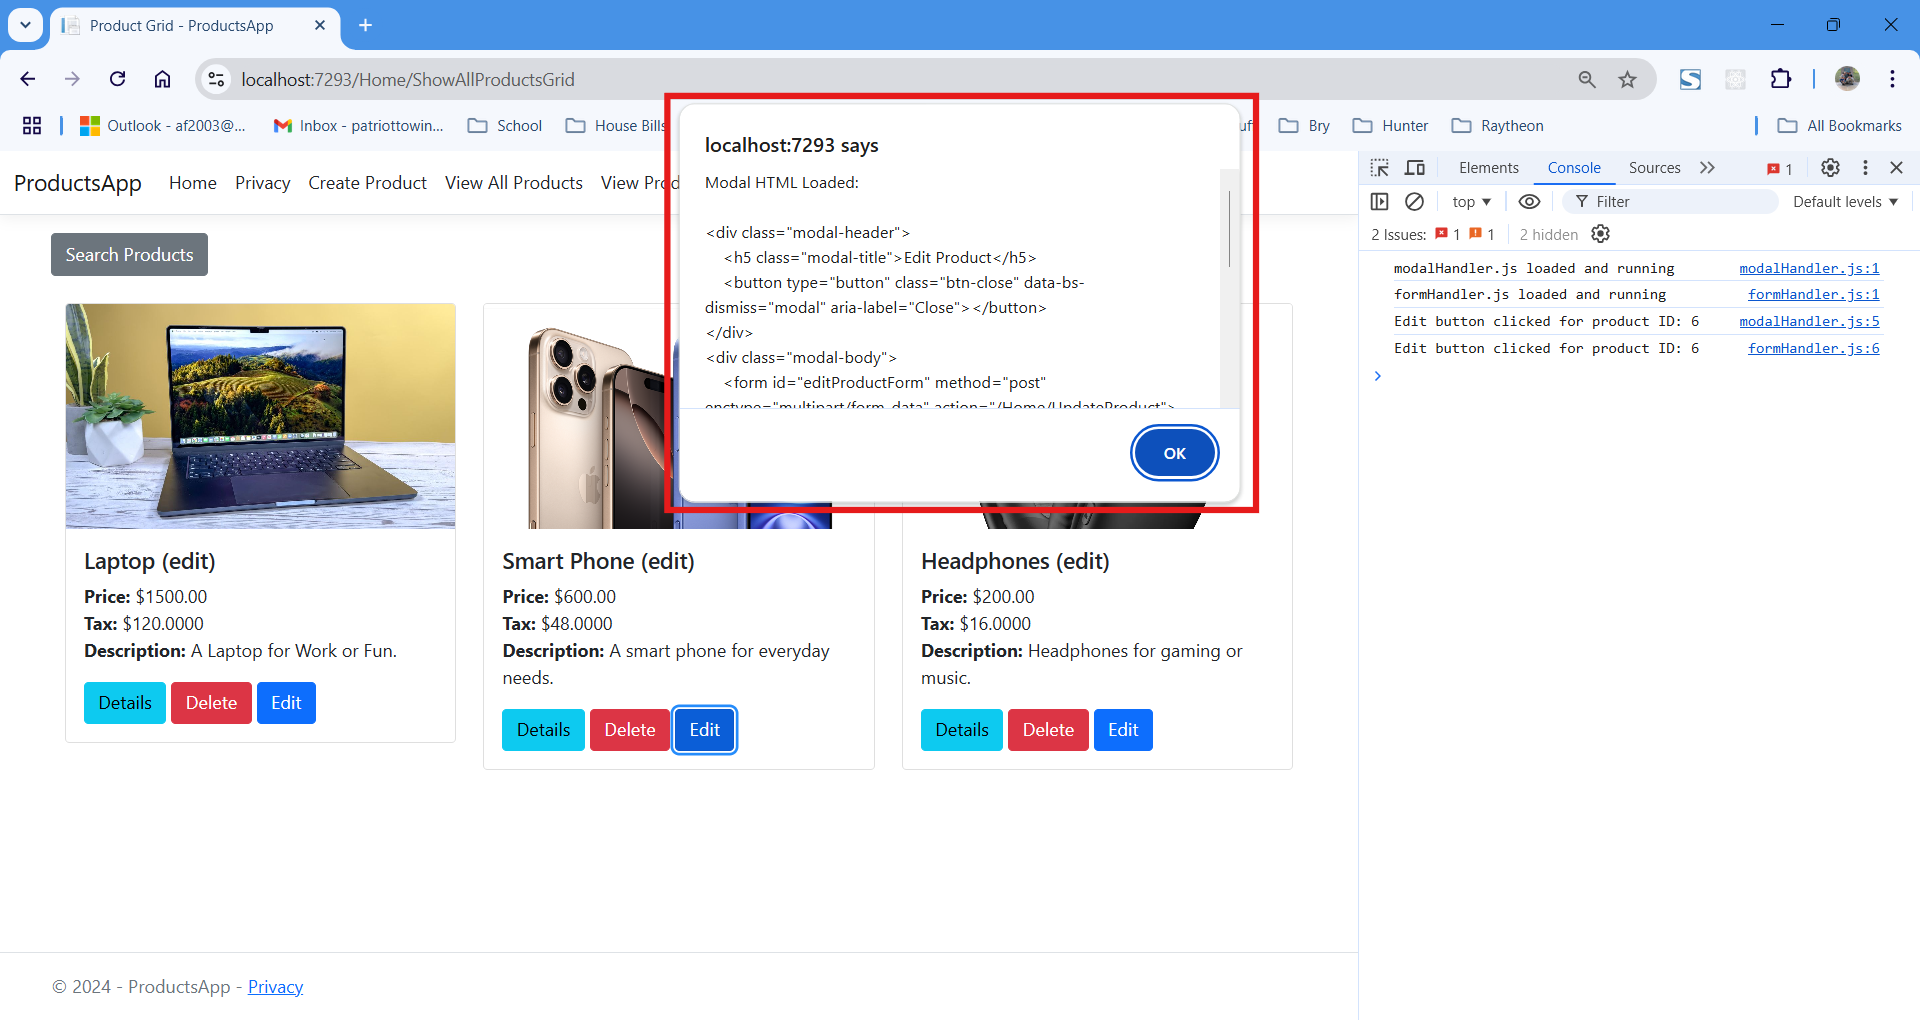 Product Grid - ProductsApp
localhost:7293/Home/ShowAllProductsGrid
Outlook - af2003@...
Inbox - patriottowin...
School
House Bills
Bry
Hunter
Raytheon
All Bookmarks
ProductsApp Home Privacy Create Product View All Products View Prod
Search Products
localhost:7293 says
Modal HTML Loaded:
<div class="modal-header">
<h5 class="modal-title">Edit Product</h5>
<button type="button" class="btn-close" data-bs-
dismiss="modal" aria-label="Close"></button>
</div>
<div class="modal-body">
<form id="editProductForm" method="post"
enctype="multipart/form-data" action="/Home/UpdateProduct">
OK
Laptop (edit)
Price: $1500.00
Tax: $120.0000
Description: A Laptop for Work or Fun.
Details Delete Edit
Smart Phone (edit)
Price: $600.00
Tax: $48.0000
Description: A smart phone for everyday
needs.
Details Delete Edit
Headphones (edit)
Price: $200.00
Tax: $16.0000
Description: Headphones for gaming or
music.
Details Delete Edit
© 2024 - ProductsApp - Privacy
Elements Console Sources 1
top Filter Default levels
2 Issues: 1 1 2 hidden
modalHandler.js loaded and running modalHandler.js:1
formHandler.js loaded and running formHandler.js:1
Edit button clicked for product ID: 6 modalHandler.js:5
Edit button clicked for product ID: 6 formHandler.js:6